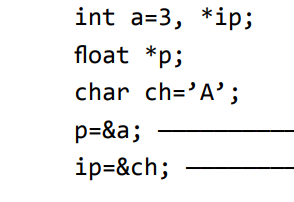 int a=3, *ip;
float *p;
char ch=’A’;
p=&a;
ip=&ch;